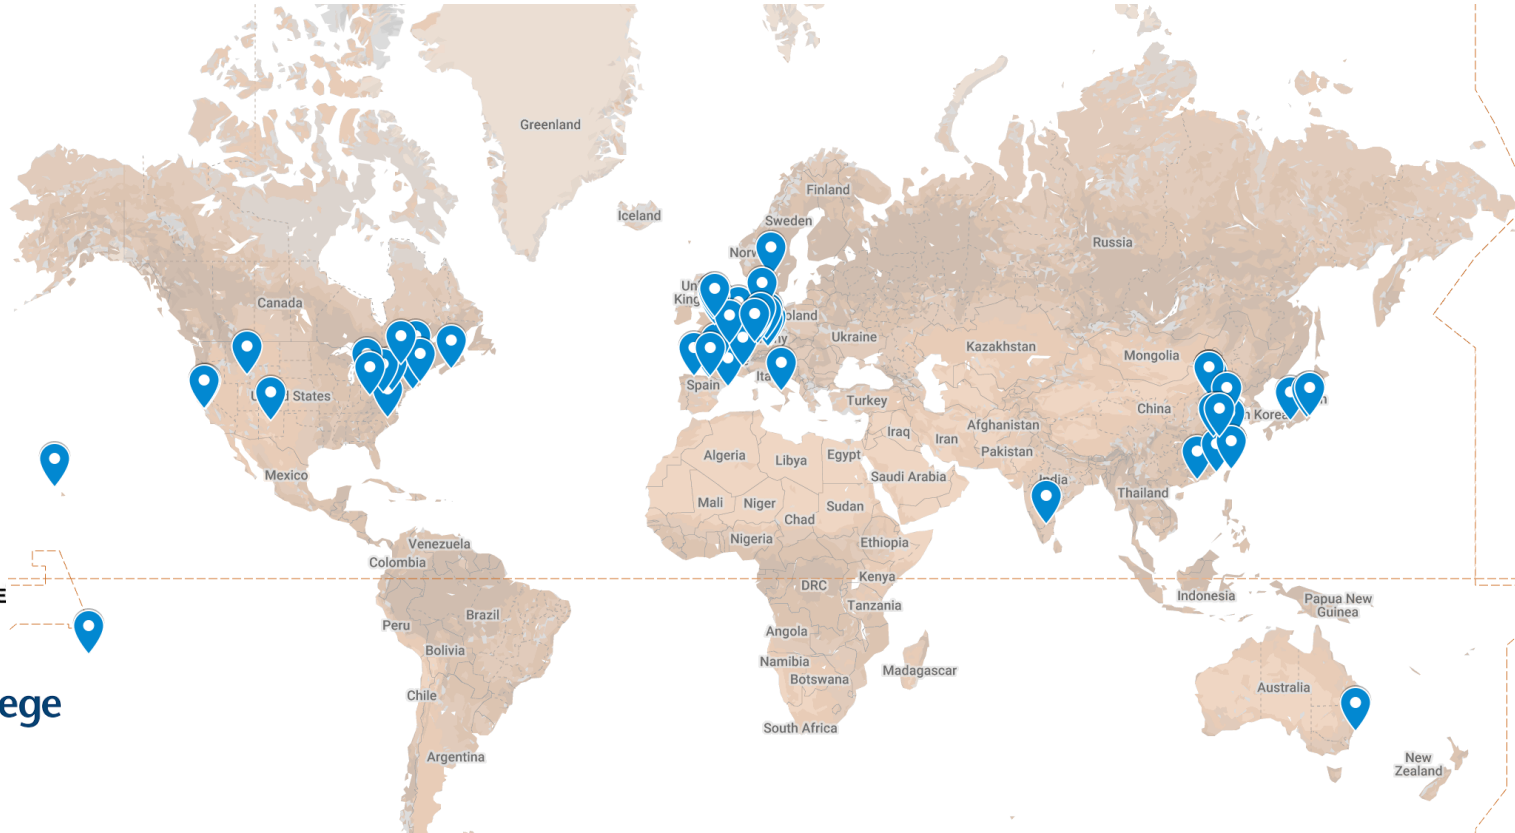 Greenland
Finland
Iceland
Sweden
Russia
Canada
Ukraine
Kazakhstan
Mongolia
Spain
China
Turkey
Afghanistan
Iraq
Iran
Pakistan
Algeria
Libya
Egypt
Saudi Arabia
Mexico
India
Thailand
Mali
Niger
Chad
Sudan
Nigeria
Ethiopia
Venezuela
Colombia
DRC
Kenya
Indonesia
Papua New
Guinea
Tanzania
Brazil
Peru
Angola
Bolivia
Namibia
Botswana
Madagascar
Australia
Chile
ege
South Africa
Argentina
New
Zealand
E
States
Korea